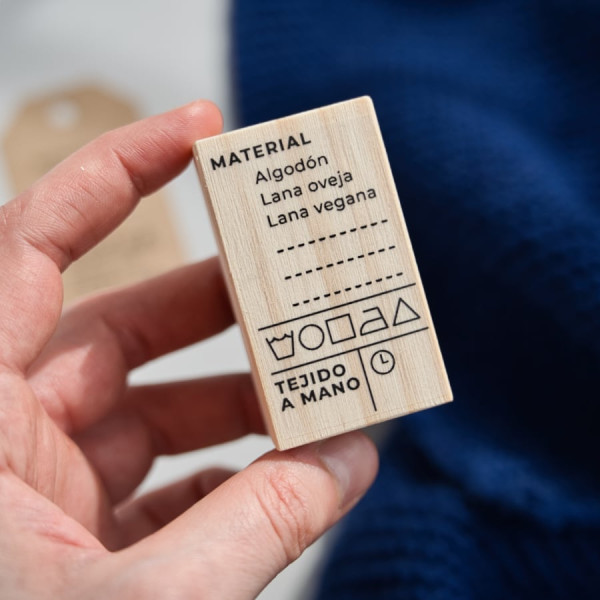 MATERIAL
Algodón
Lana oveja
Lana vegana
TEJIDO
A MANO